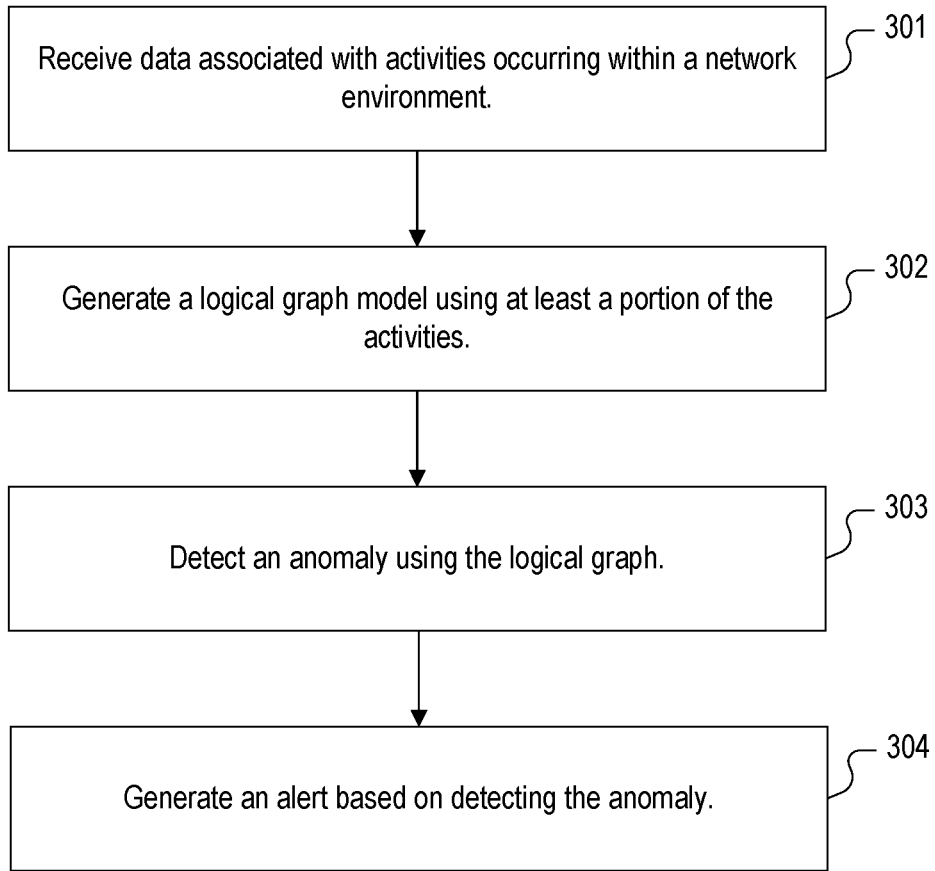 301
Receive data associated with activities occurring within a network
environment.
302
Generate a logical graph model using at least a portion of the
activities.
303
Detect an anomaly using the logical graph.
304
Generate an alert based on detecting the anomaly.